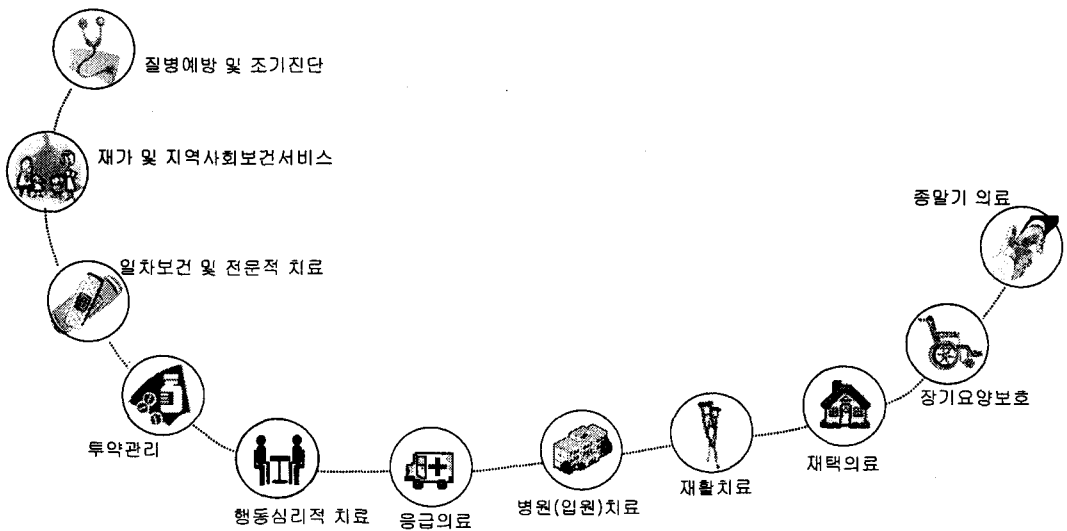 질병예방 및 조기진단
재가 및 지역사회보건서비스
일차보건 및 전문적 치료
투약관리
행동심리적 치료
응급의료
병원(입원)치료
재활치료
재택의료
장기요양보호
종말기 의료